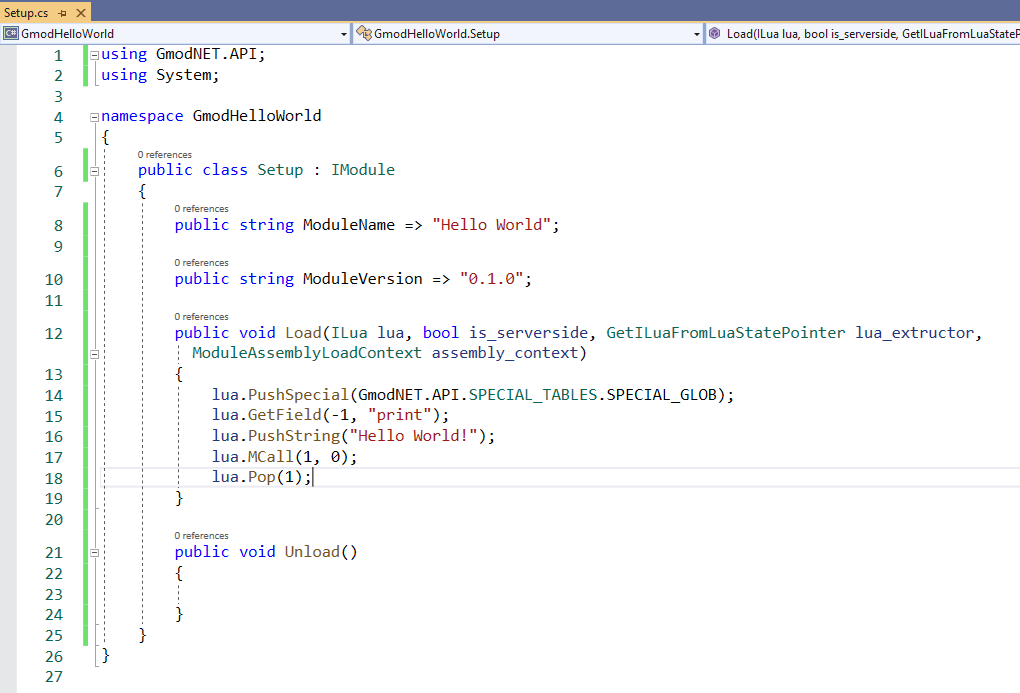 Setup.cs
GmodHelloWorld GmodHelloWorld.Setup Load(ILua lua, bool is_serverside, GetILuaFromLuaStateP
1 using GmodNET.API;
2 using System;
3
4 namespace GmodHelloWorld
5 {
0 references
6 public class Setup : IModule
7 {
0 references
8 public string ModuleName => "Hello World";
9
0 references
10 public string ModuleVersion => "0.1.0";
11
0 references
12 public void Load(ILua lua, bool is_serverside, GetILuaFromLuaStatePointer lua_extructor,
ModuleAssemblyLoadContext assembly_context)
13 {
14 lua.PushSpecial(GmodNET.API.SPECIAL_TABLES.SPECIAL_GLOB);
15 lua.GetField(-1, "print");
16 lua.PushString("Hello World!");
17 lua.MCall(1, 0);
18 lua.Pop(1);
19 }
20
0 references
21 public void Unload()
22 {
23
24 }
25 }
26 }
27